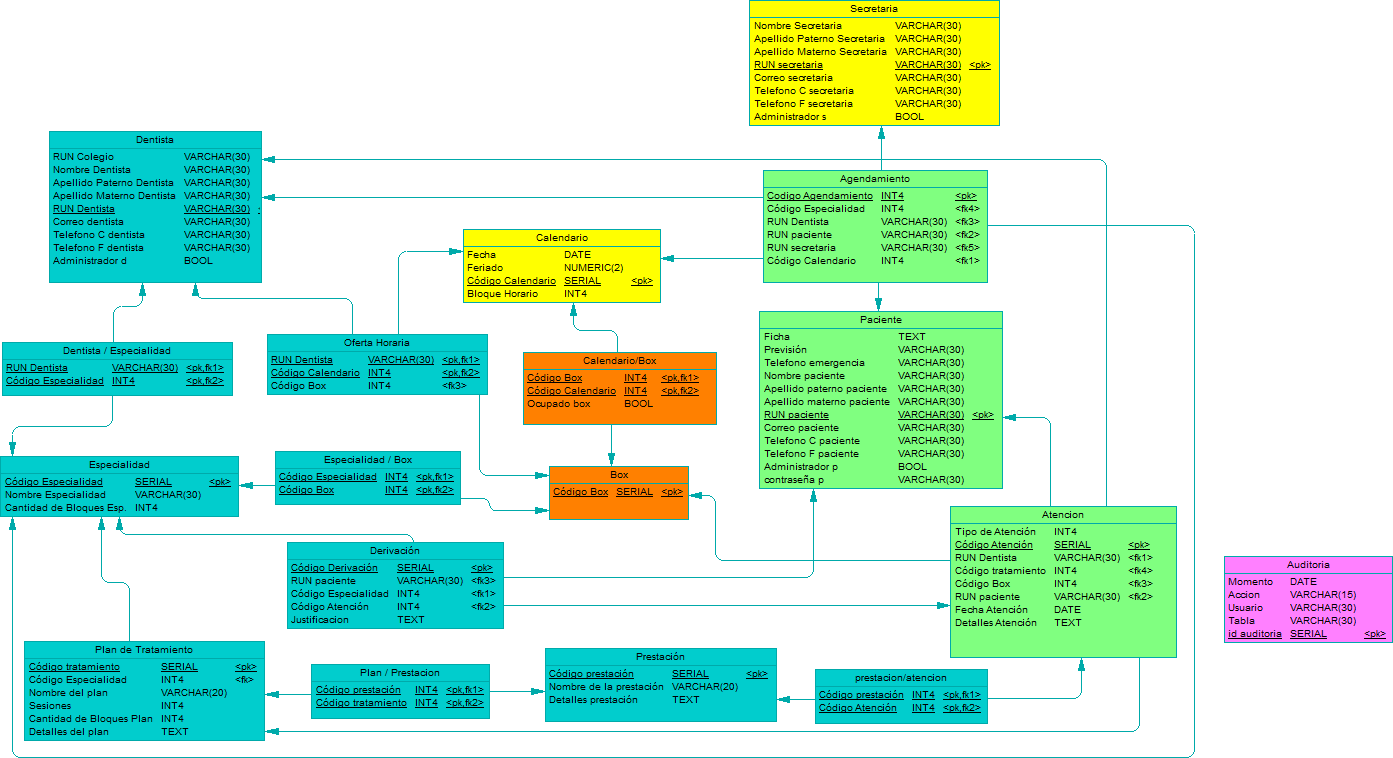 Secretaria
Nombre Secretaria VARCHAR(30)
Apellido Paterno Secretaria VARCHAR(30)
Apellido Materno Secretaria VARCHAR(30)
RUN secretaria VARCHAR(30) <pk>
Correo secretaria VARCHAR(30)
Telefono C secretaria VARCHAR(30)
Telefono F secretaria VARCHAR(30)
Administrador s BOOL
Dentista
RUN Colegio VARCHAR(30)
Nombre Dentista VARCHAR(30)
Apellido Paterno Dentista VARCHAR(30)
Apellido Materno Dentista VARCHAR(30)
RUN Dentista VARCHAR(30)
Correo dentista VARCHAR(30)
Telefono C dentista VARCHAR(30)
Telefono F dentista VARCHAR(30)
Administrador d BOOL
Agendamiento
Codigo Agendamiento INT4 <pk>
Código Especialidad INT4 <fk4>
RUN Dentista VARCHAR(30) <fk3>
RUN paciente VARCHAR(30) <fk2>
RUN secretaria VARCHAR(30) <fk5>
Código Calendario INT4 <fk1>
Calendario
Fecha DATE
Feriado NUMERIC(2)
Código Calendario SERIAL <pk>
Bloque Horario INT4
Paciente
Ficha TEXT
Previsión VARCHAR(30)
Telefono emergencia VARCHAR(30)
Nombre paciente VARCHAR(30)
Apellido paterno paciente VARCHAR(30)
Apellido materno paciente VARCHAR(30)
RUN paciente VARCHAR(30) <pk>
Correo paciente VARCHAR(30)
Telefono C paciente VARCHAR(30)
Telefono F paciente VARCHAR(30)
Administrador p BOOL
contraseña p VARCHAR(30)
Dentista / Especialidad
RUN Dentista VARCHAR(30) <pk,fk1>
Código Especialidad INT4 <pk,fk2>
Oferta Horaria
RUN Dentista VARCHAR(30) <pk,fk1>
Código Calendario INT4 <pk,fk2>
Código Box INT4 <fk3>
Calendario/Box
Código Box INT4 <pk,fk1>
Código Calendario INT4 <pk,fk2>
Ocupado box BOOL
Especialidad
Código Especialidad SERIAL <pk>
Nombre Especialidad VARCHAR(30)
Cantidad de Bloques Esp. INT4
Especialidad / Box
Código Especialidad INT4 <pk,fk1>
Código Box INT4 <pk,fk2>
Box
Código Box SERIAL <pk>
Atencion
Tipo de Atención INT4
Código Atención SERIAL <pk>
RUN Dentista VARCHAR(30) <fk1>
Código tratamiento INT4 <fk4>
Código Box INT4 <fk3>
RUN paciente VARCHAR(30) <fk2>
Fecha Atención DATE
Detalles Atención TEXT
Derivación
Código Derivación SERIAL <pk>
RUN paciente VARCHAR(30) <fk3>
Código Especialidad INT4 <fk1>
Código Atención INT4 <fk2>
Justificacion TEXT
Auditoria
Momento DATE
Accion VARCHAR(15)
Usuario VARCHAR(30)
Tabla VARCHAR(30)
id auditoria SERIAL <pk>
Plan de Tratamiento
Código tratamiento SERIAL <pk>
Código Especialidad INT4 <fk>
Nombre del plan VARCHAR(20)
Sesiones INT4
Cantidad de Bloques Plan INT4
Detalles del plan TEXT
Plan / Prestacion
Código prestación INT4 <pk,fk1>
Código tratamiento INT4 <pk,fk2>
Prestación
Código prestación SERIAL <pk>
Nombre de la prestación VARCHAR(20)
Detalles prestación TEXT
prestacion/atencion
Código prestación INT4 <pk,fk1>
Código Atención INT4 <pk,fk2>